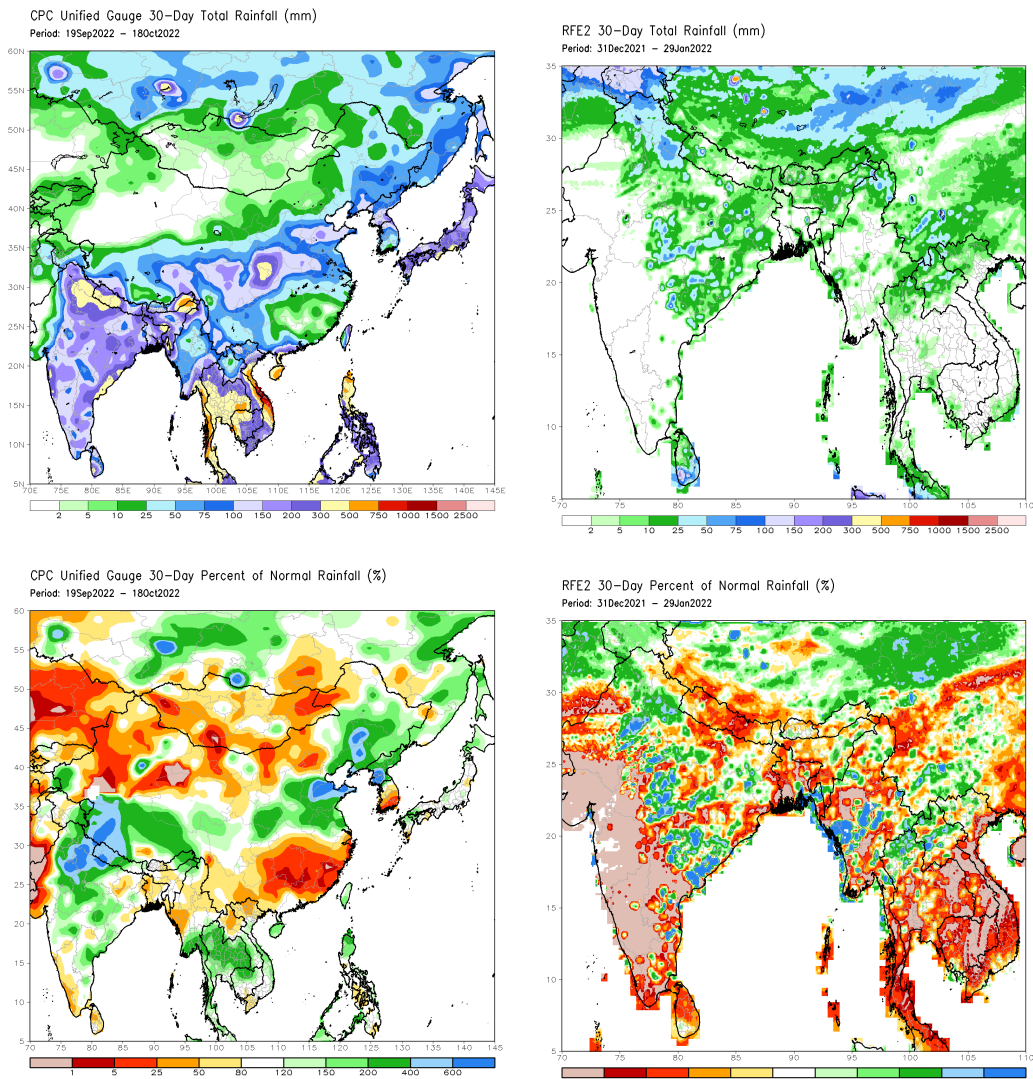 CPC Unified Gauge 30-Day Total Rainfall (mm)
Period: 19Sep2022 - 18Oct2022
60N
55N
50N
45N
40N
35N
30N
25N
20N
15N
10N
5N
70E 75E 80E 85E 90E 95E 100E 105E 110E 115E 120E 125E 130E 135E 140E 145E
2 5 10 25 50 75 100 150 200 300 500 750 1000 1500 2500
RFE2 30-Day Total Rainfall (mm)
Period: 31Dec2021 - 29Jan2022
35
30
25
20
15
10
5
70 75 80 85 90 95 100 105 110
2 5 10 25 50 75 100 150 200 300 500 750 1000 1500 2500
CPC Unified Gauge 30-Day Percent of Normal Rainfall (%)
Period: 19Sep2022 - 18Oct2022
60
55
50
45
40
35
30
25
20
15
10
5
70 75 80 85 90 95 100 105 110 115 120 125 130 135 140 145
1 5 25 50 80 120 150 200 400 600
RFE2 30-Day Percent of Normal Rainfall (%)
Period: 31Dec2021 - 29Jan2022
35
30
25
20
15
10
5
70 75 80 85 90 95 100 105 110